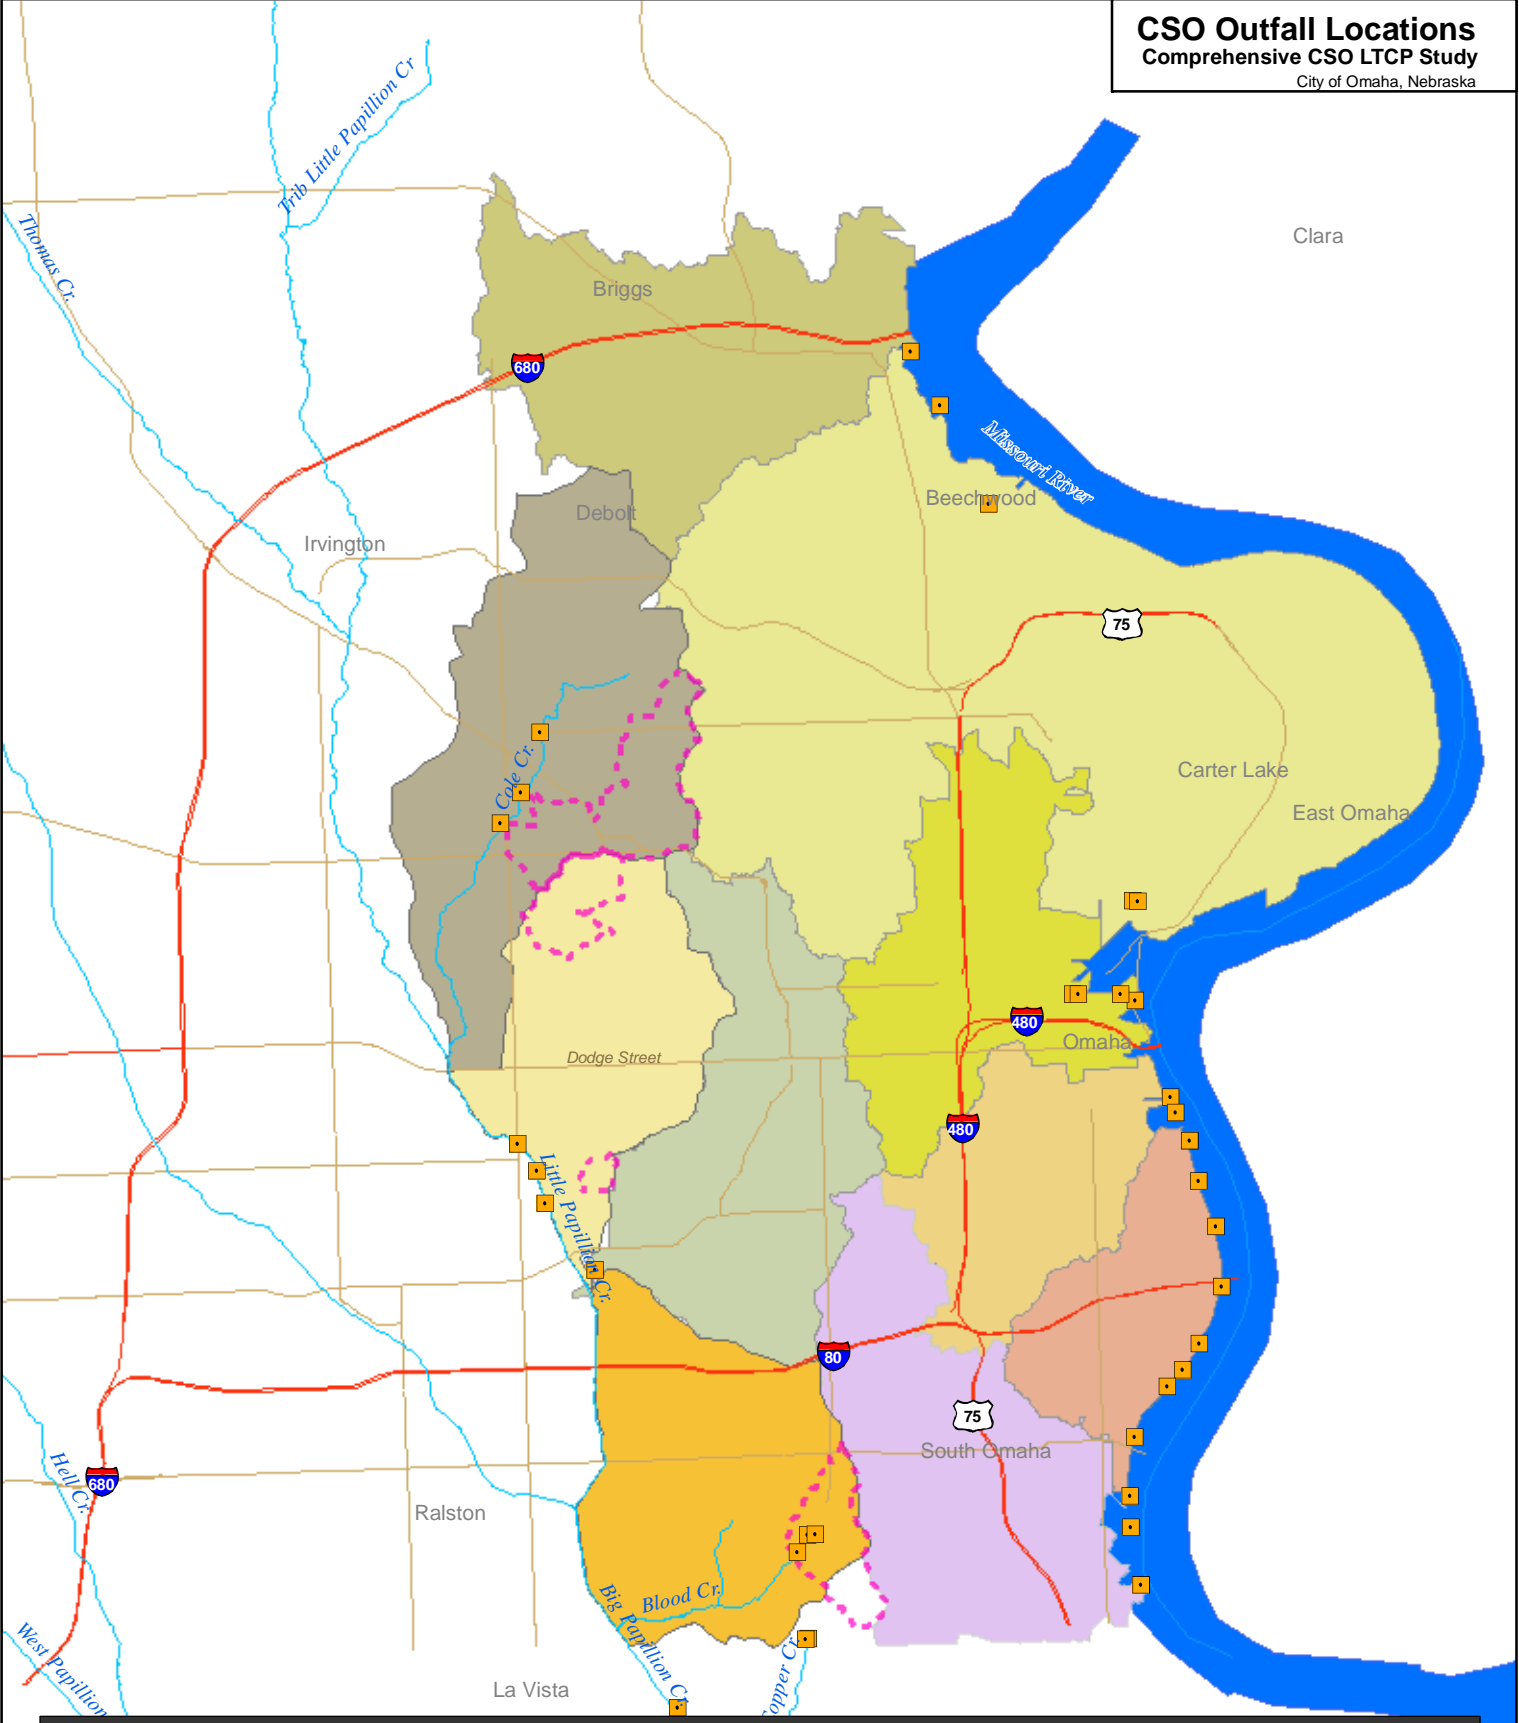 CSO Outfall Locations
Comprehensive CSO LTCP Study
City of Omaha, Nebraska
Trib Little Papillion Cr
Thomas Cr.
Clara
Briggs
680
Missouri River
Beechwood
Debolt
Irvington
75
Cole Cr.
Carter Lake
East Omaha
480
Omaha
Dodge Street
480
Little Papillion Cr.
80
75
South Omaha
Hell Cr.
680
Ralston
Blood Cr.
Big Papillion Cr.
West Papillion
La Vista
Copper Cr.